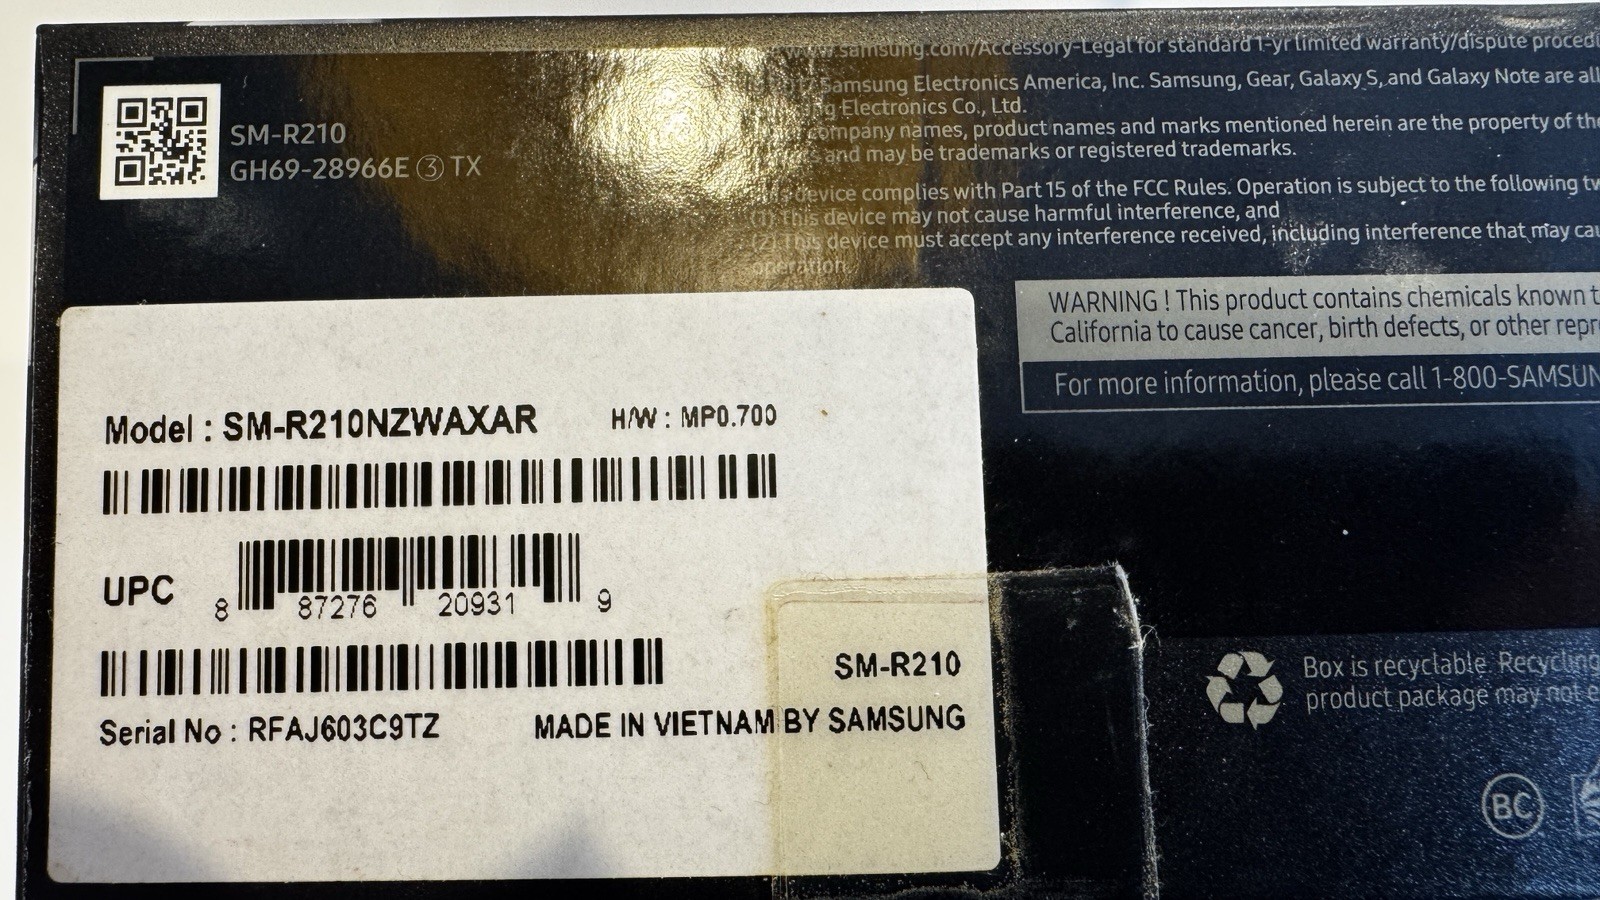 www.samsung.com/Accessory-Legal for standard 1-yr limited warranty/dispute
Samsung Electronics America, Inc. Samsung, Gear, Galaxy S, and Galaxy Note are all
Electronics Co., Ltd.
company names, product names and marks mentioned herein are the property of
and may be trademarks or registered trademarks.
device complies with Part 15 of the FCC Rules. Operation is subject to the following
(1) This device may not cause harmful interference, and
(2) This device must accept any interference received, including interference that may
operation.
SM-R210
GH69-28966E ③ TX
WARNING ! This product contains chemicals known
California to cause cancer, birth defects, or other
For more information, please call 1-800-SAMSUN
Model : SM-R210NZWAXAR H/W : MP0.700
UPC 8 87276 20931 9
SM-R210
Serial No : RFAJ603C9TZ MADE IN VIETNAM BY SAMSUNG
Box is recyclable. Recycling
product package may not
BC